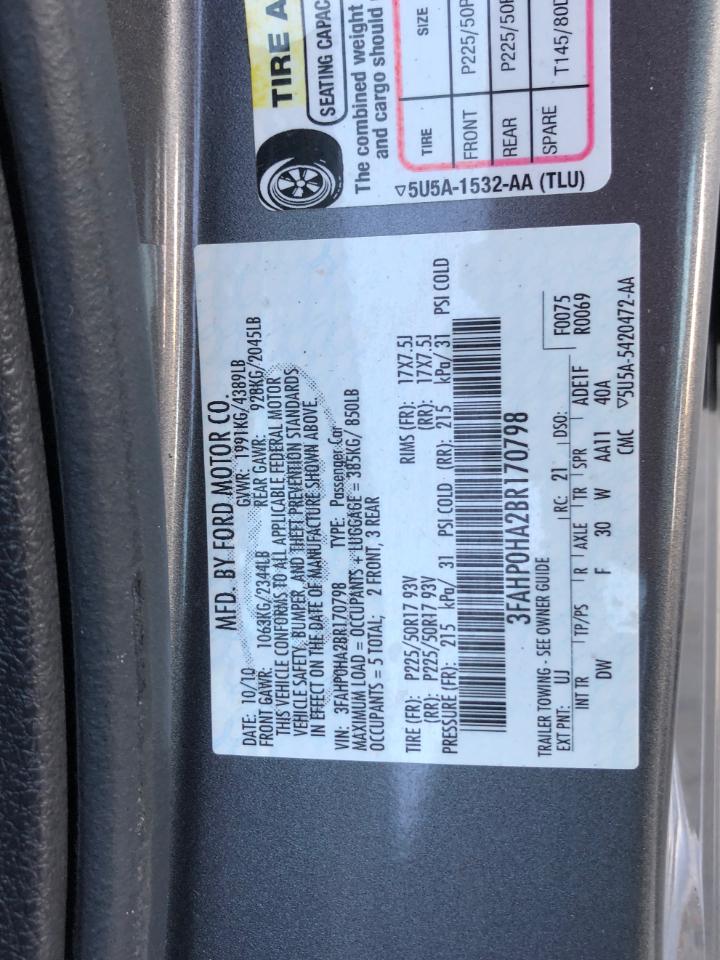 TIRE A
SEATING CAPAC
The combined weight
and cargo should
TIRE SIZE
FRONT P225/50R
REAR P225/50R
SPARE T145/80D
▽5U5A-1532-AA (TLU)
MFD. BY FORD MOTOR CO.
DATE: 10/10 GVWR: 1991KG/4389LB
FRONT GAWR: 1063KG/2344LB REAR GAWR: 928KG/2045LB
THIS VEHICLE CONFORMS TO ALL APPLICABLE FEDERAL MOTOR
VEHICLE SAFETY, BUMPER, AND THEFT PREVENTION STANDARDS
IN EFFECT ON THE DATE OF MANUFACTURE SHOWN ABOVE.
VIN: 3FAHP0HA2BR170798 TYPE: Passenger Car
MAXIMUM LOAD = OCCUPANTS + LUGGAGE = 385KG/ 850LB
OCCUPANTS = 5 TOTAL; 2 FRONT, 3 REAR
TIRE (FR): P225/50R17 93V RIMS (FR): 17X7.5J
(RR): P225/50R17 93V (RR): 17X7.5J
PRESSURE (FR): 215 kPa/ 31 PSI COLD (RR): 215 kPa/ 31 PSI COLD
3FAHP0HA2BR170798
TRAILER TOWING - SEE OWNER GUIDE F0075
EXT PNT: UJ RC: 21 DSO: R0069
INT TR TP/PS R AXLE TR SPR ADE1F
DW F 30 W AA11 40A
CMC ▽5U5A-5420472-AA